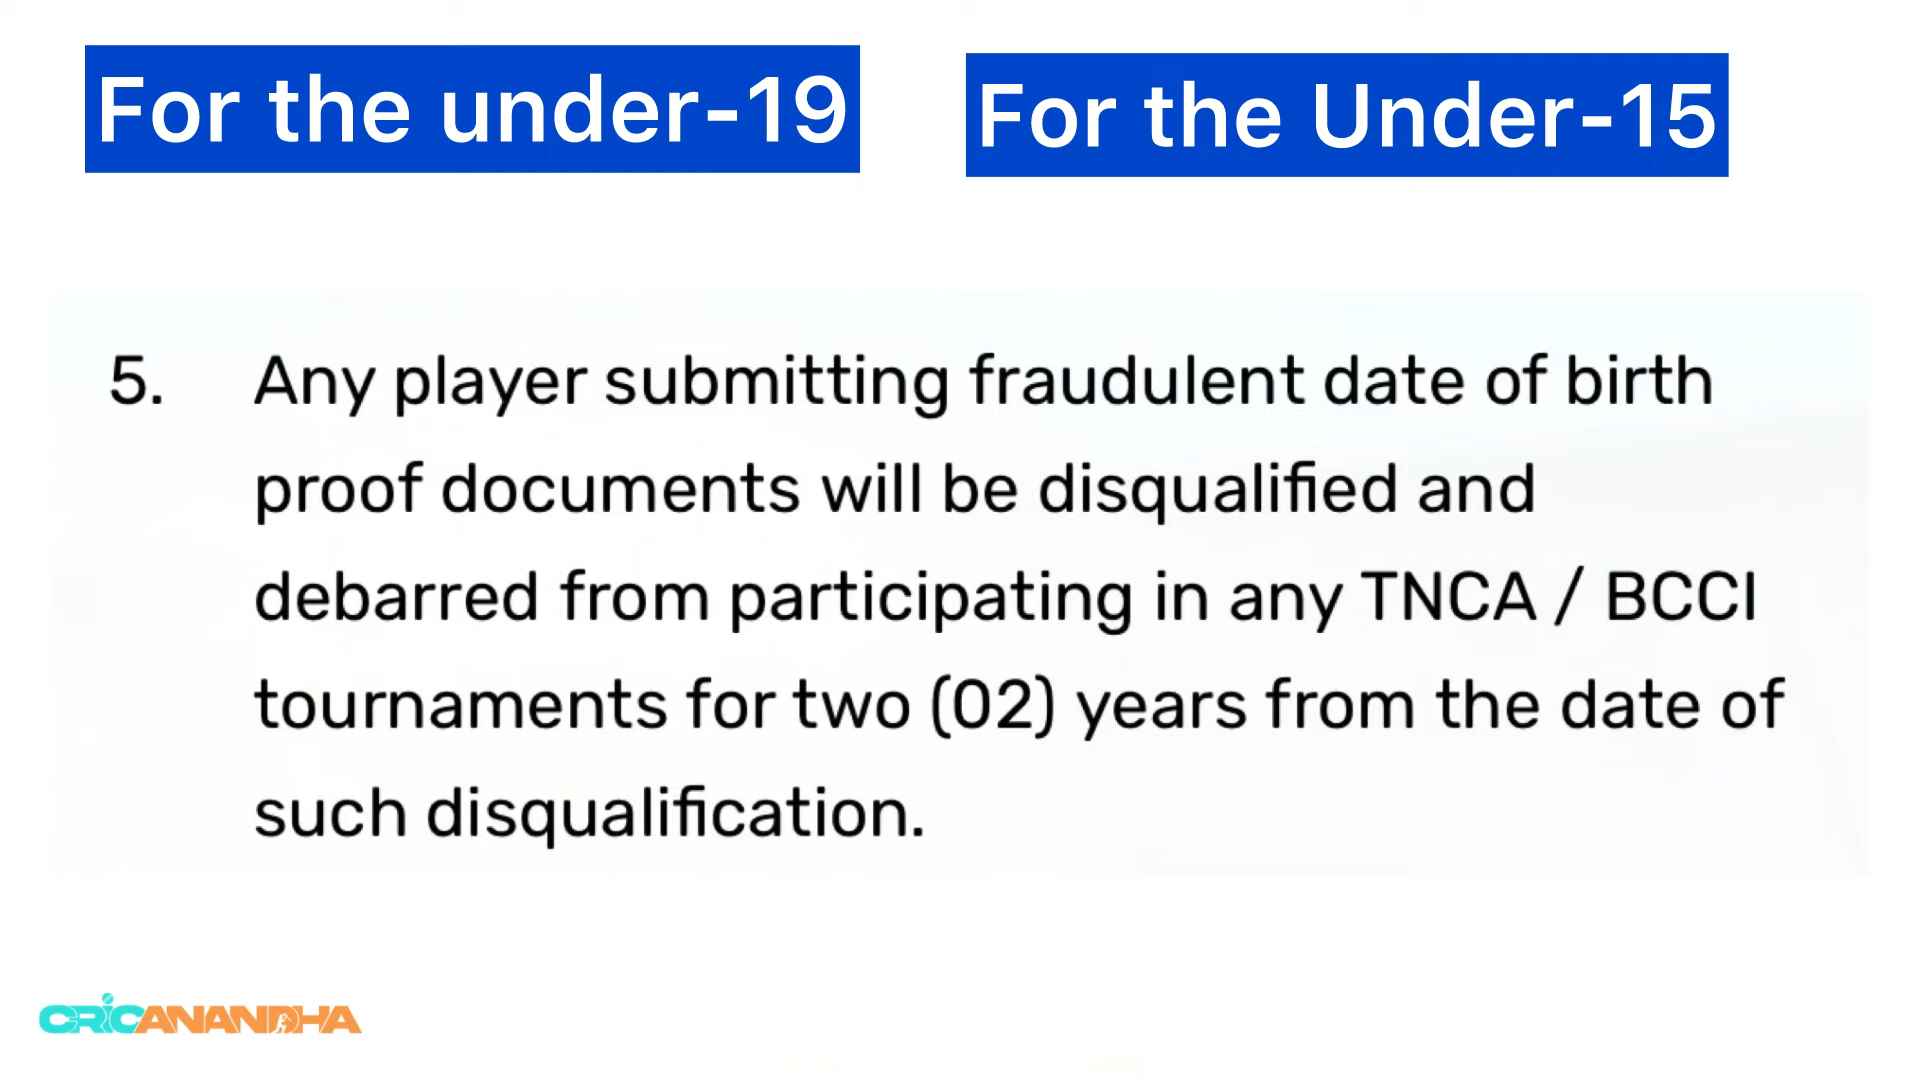 For the under-19
For the Under-15
5. Any player submitting fraudulent date of birth
proof documents will be disqualified and
debarred from participating in any TNCA / BCCI
tournaments for two (02) years from the date of
such disqualification.
CRICANANDHA